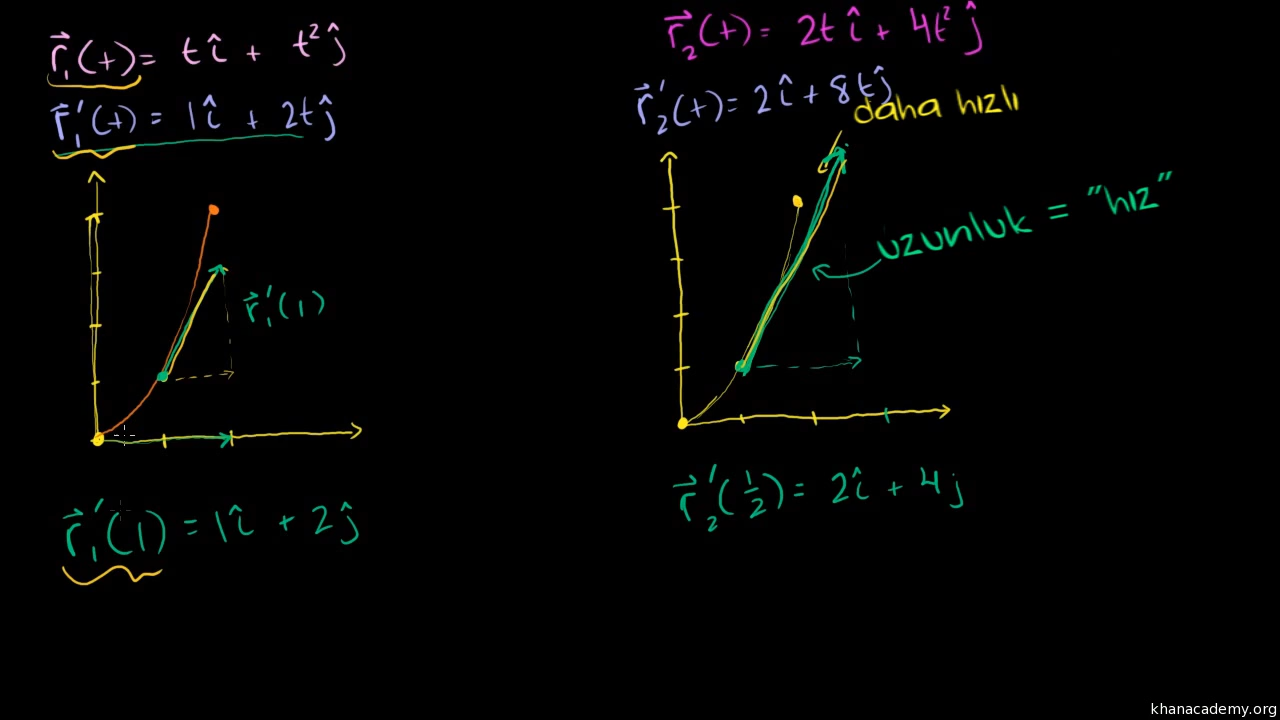 r⃗₁(t) = t î + t² ĵ
r⃗₁′(t) = 1 î + 2t ĵ
r⃗₁′(1)
r⃗₁′(1) = 1 î + 2 ĵ
r⃗₂(t) = 2t î + 4t² ĵ
r⃗₂′(t) = 2 î + 8t ĵ
daha hızlı
uzunluk = "hız"
r⃗₂′(1/2) = 2 î + 4 j
khanacademy.org